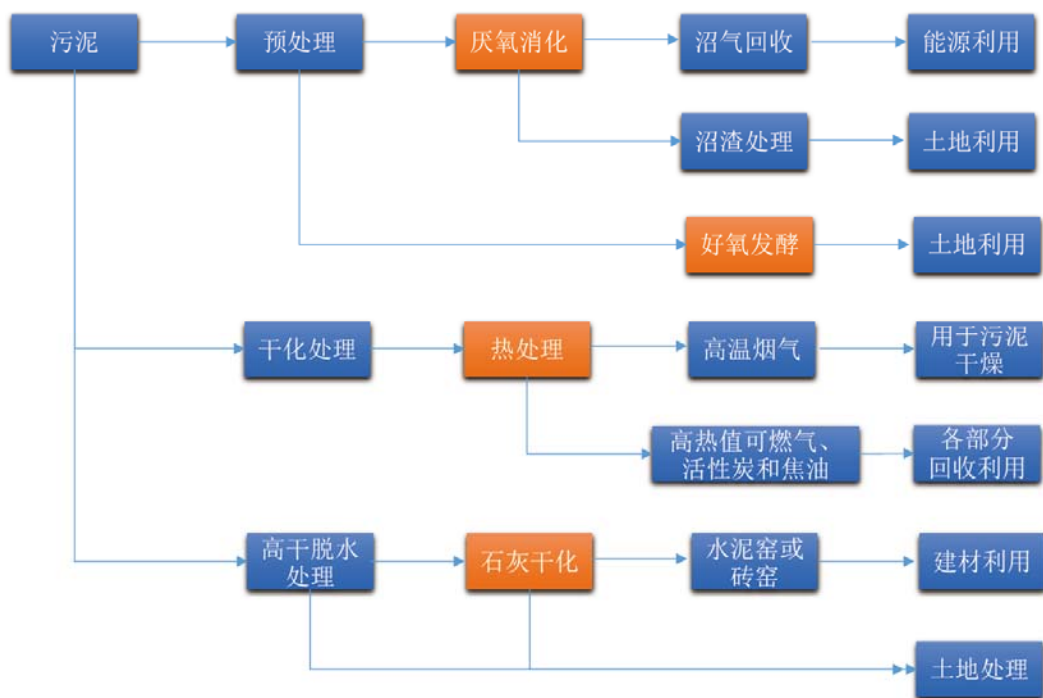 污泥
预处理
厌氧消化
沼气回收
能源利用
沼渣处理
土地利用
好氧发酵
土地利用
干化处理
热处理
高温烟气
用于污泥
干燥
高热值可燃气、
活性炭和焦油
各部分
回收利用
高干脱水
处理
石灰干化
水泥窑或
砖窑
建材利用
土地处理